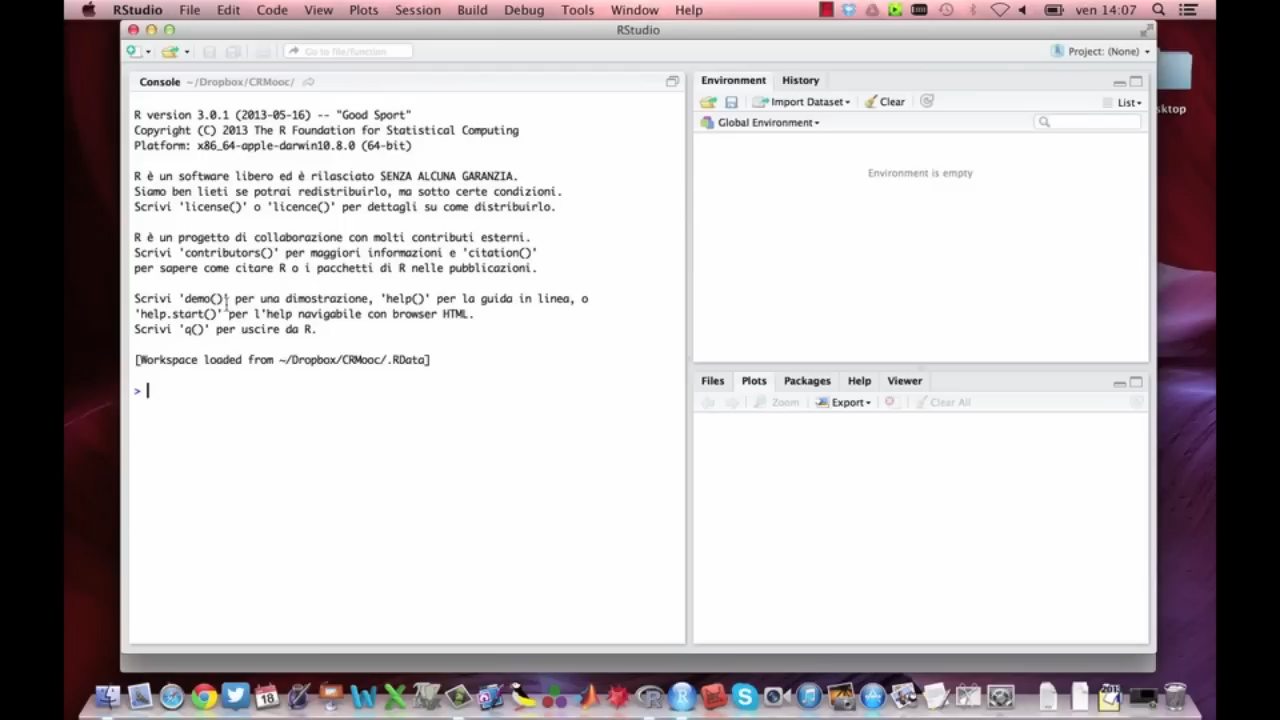 RStudio File Edit Code View Plots Session Build Debug Tools Window Help ven 14:07
RStudio
Go to file/function Project: (None)
Console ~/Dropbox/CRMooc/
R version 3.0.1 (2013-05-16) -- "Good Sport"
Copyright (C) 2013 The R Foundation for Statistical Computing
Platform: x86_64-apple-darwin10.8.0 (64-bit)
R è un software libero ed è rilasciato SENZA ALCUNA GARANZIA.
Siamo ben lieti se potrai redistribuirlo, ma sotto certe condizioni.
Scrivi 'license()' o 'licence()' per dettagli su come distribuirlo.
R è un progetto di collaborazione con molti contributi esterni.
Scrivi 'contributors()' per maggiori informazioni e 'citation()'
per sapere come citare R o i pacchetti di R nelle pubblicazioni.
Scrivi 'demo()' per una dimostrazione, 'help()' per la guida in linea, o
'help.start()' per l'help navigabile con browser HTML.
Scrivi 'q()' per uscire da R.
[Workspace loaded from ~/Dropbox/CRMooc/.RData]
>
Environment History
Import Dataset Clear List
Global Environment
Environment is empty
Files Plots Packages Help Viewer
Zoom Export Clear All
sktop
18
2013